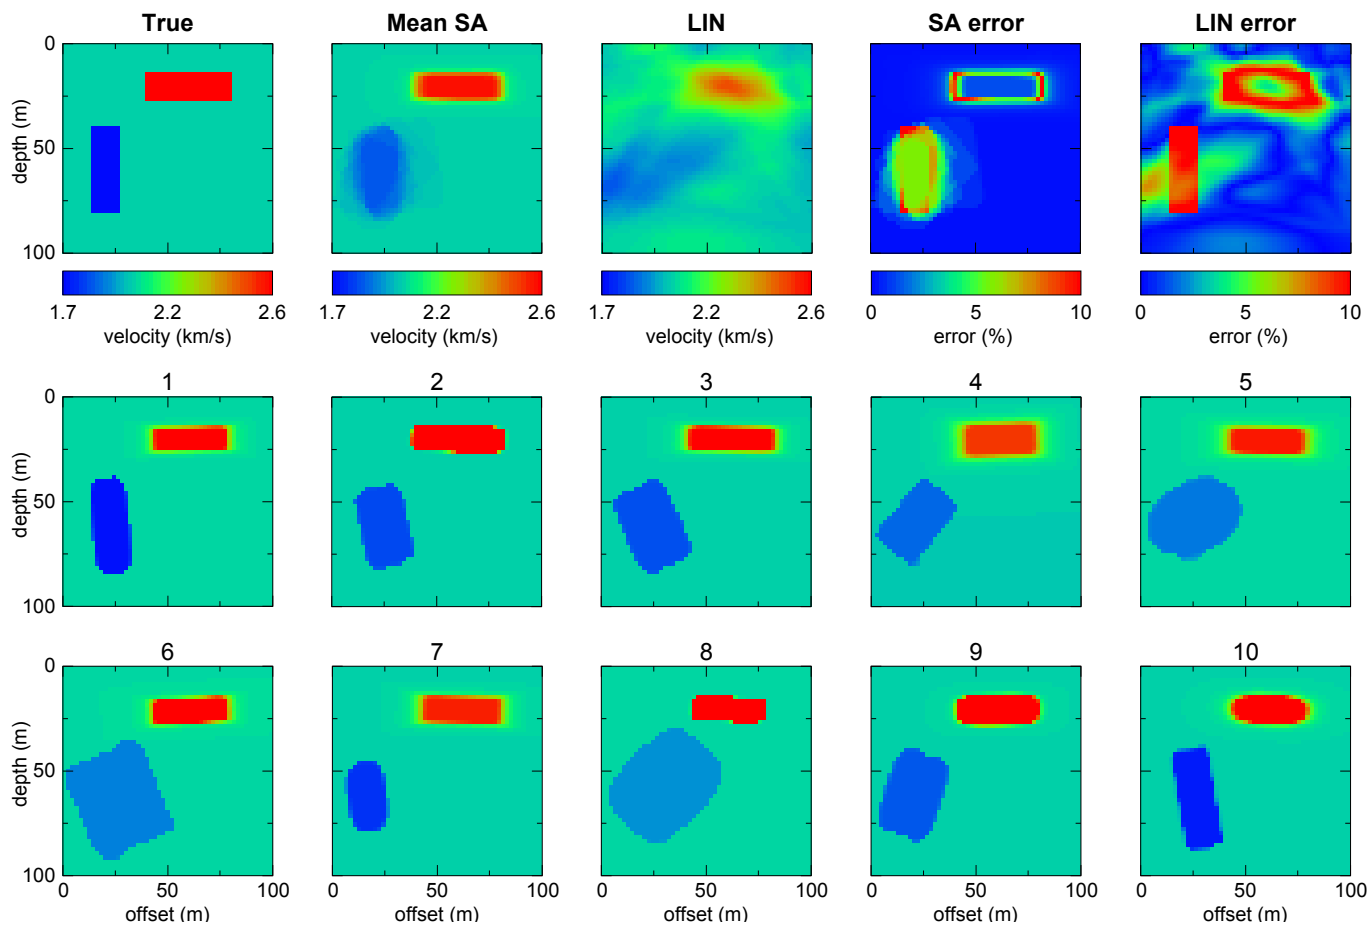 True Mean SA LIN SA error LIN error
0
50
100
depth (m)
1.7 2.2 2.6 1.7 2.2 2.6 1.7 2.2 2.6 0 5 10 0 5 10
velocity (km/s) velocity (km/s) velocity (km/s) error (%) error (%)
1 2 3 4 5
0
50
100
depth (m)
6 7 8 9 10
0
50
100
depth (m)
0 50 100 0 50 100 0 50 100 0 50 100 0 50 100
offset (m) offset (m) offset (m) offset (m) offset (m)